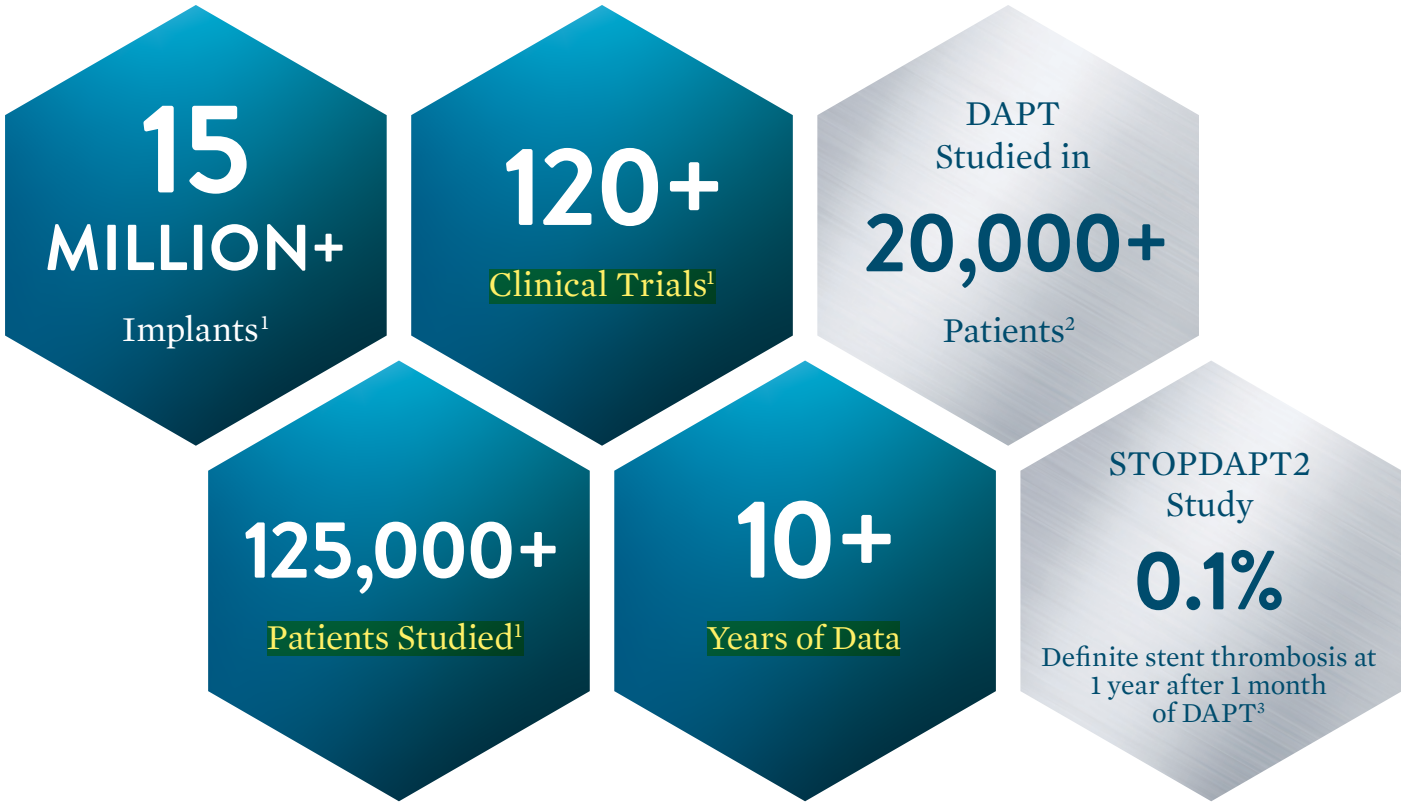 15
MILLION+
Implants¹
120+
Clinical Trials¹
DAPT
Studied in
20,000+
Patients²
125,000+
Patients Studied¹
10+
Years of Data
STOPDAPT2
Study
0.1%
Definite stent thrombosis at
1 year after 1 month
of DAPT³